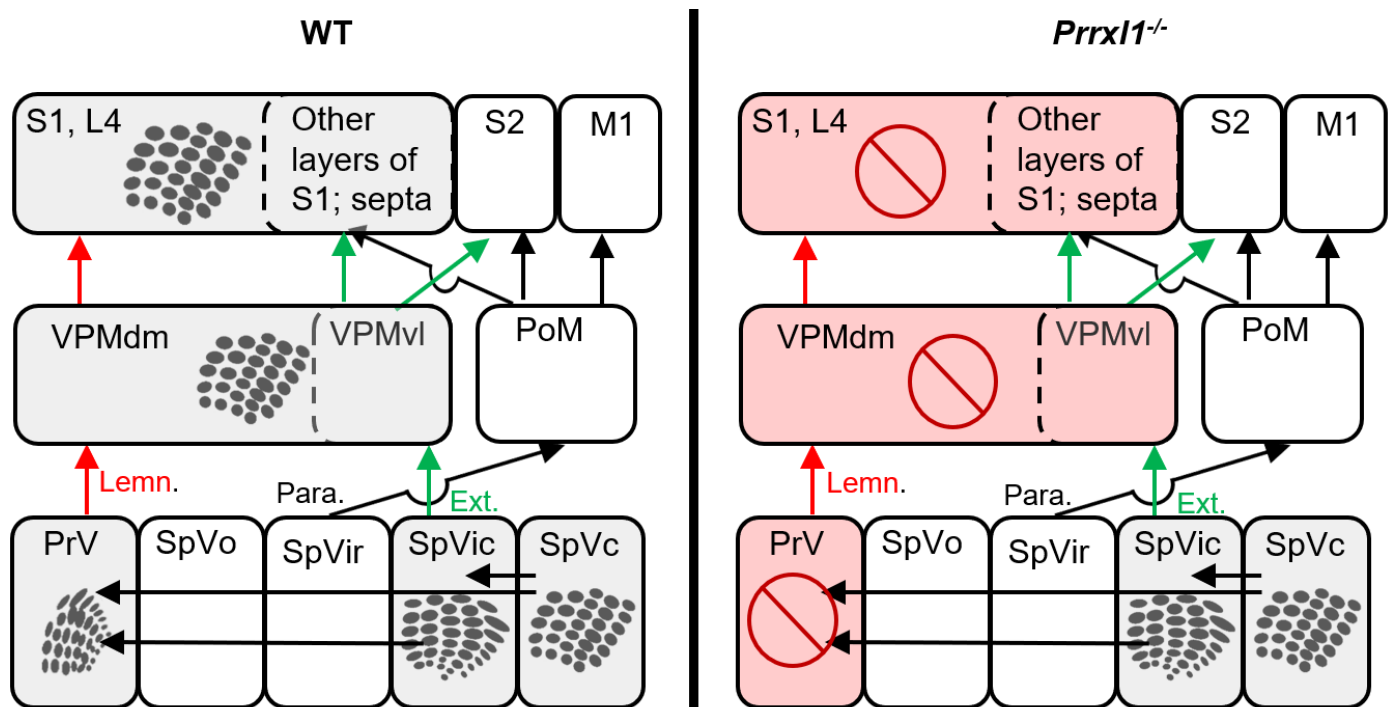 WT
S1, L4
Other
layers of
S1; septa
S2
M1
VPMdm
VPMvl
PoM
Lemn.
Para.
Ext.
PrV
SpVo
SpVir
SpVic
SpVc
Prrxl1-/-
S1, L4
Other
layers of
S1; septa
S2
M1
VPMdm
VPMvl
PoM
Lemn.
Para.
Ext.
PrV
SpVo
SpVir
SpVic
SpVc